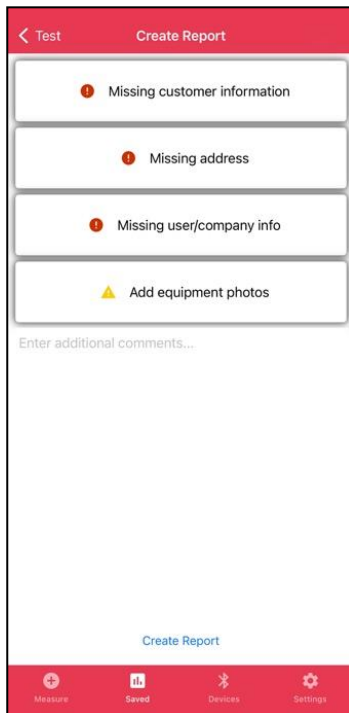 Test
Create Report
Missing customer information
Missing address
Missing user/company info
Add equipment photos
Enter additional comments...
Create Report
Measure
Saved
Devices
Settings